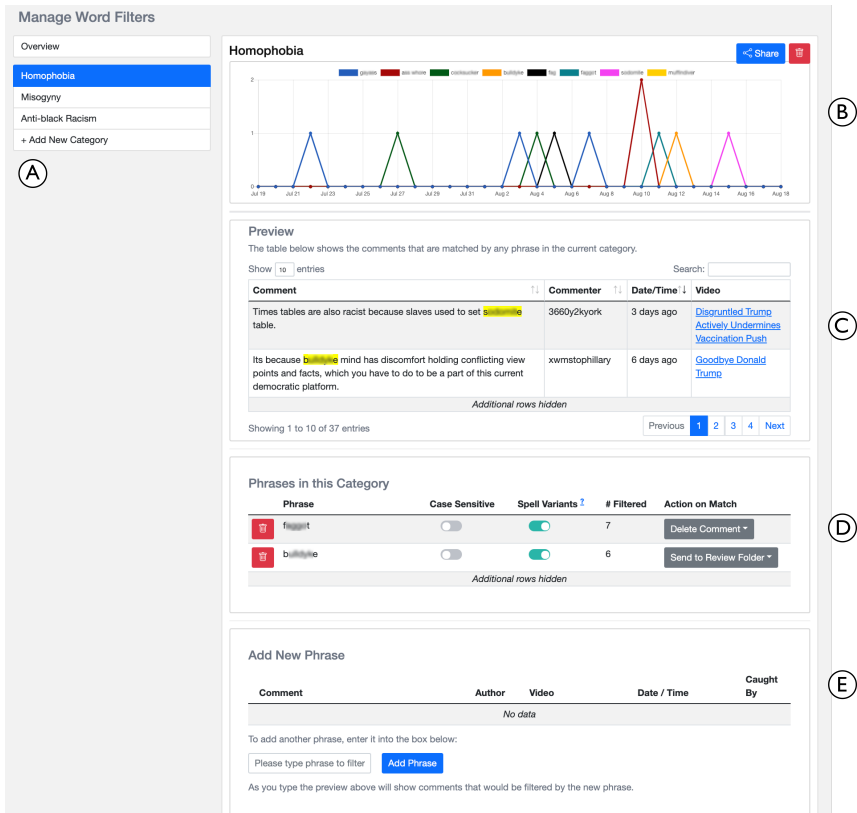 Manage Word Filters
Overview
Homophobia
Misogyny
Anti-black Racism
+ Add New Category
A
Homophobia
Share
2
1
0
Jul 19 Jul 21 Jul 23 Jul 25 Jul 27 Jul 29 Jul 31 Aug 2 Aug 4 Aug 6 Aug 8 Aug 10 Aug 12 Aug 14 Aug 16 Aug 18
B
Preview
The table below shows the comments that are matched by any phrase in the current category.
Show 10 entries Search:
Comment Commenter Date/Time Video
Times tables are also racist because slaves used to set 3660y2kyork 3 days ago Disgruntled Trump
table. Actively Undermines
Vaccination Push
Its because mind has discomfort holding conflicting view xwmstophillary 6 days ago Goodbye Donald
points and facts, which you have to do to be a part of this current Trump
democratic platform.
Additional rows hidden
Showing 1 to 10 of 37 entries Previous 1 2 3 4 Next
C
Phrases in this Category
Phrase Case Sensitive Spell Variants ? # Filtered Action on Match
7 Delete Comment
6 Send to Review Folder
Additional rows hidden
D
Add New Phrase
Comment Author Video Date / Time Caught
By
No data
To add another phrase, enter it into the box below:
Please type phrase to filter Add Phrase
As you type the preview above will show comments that would be filtered by the new phrase.
E